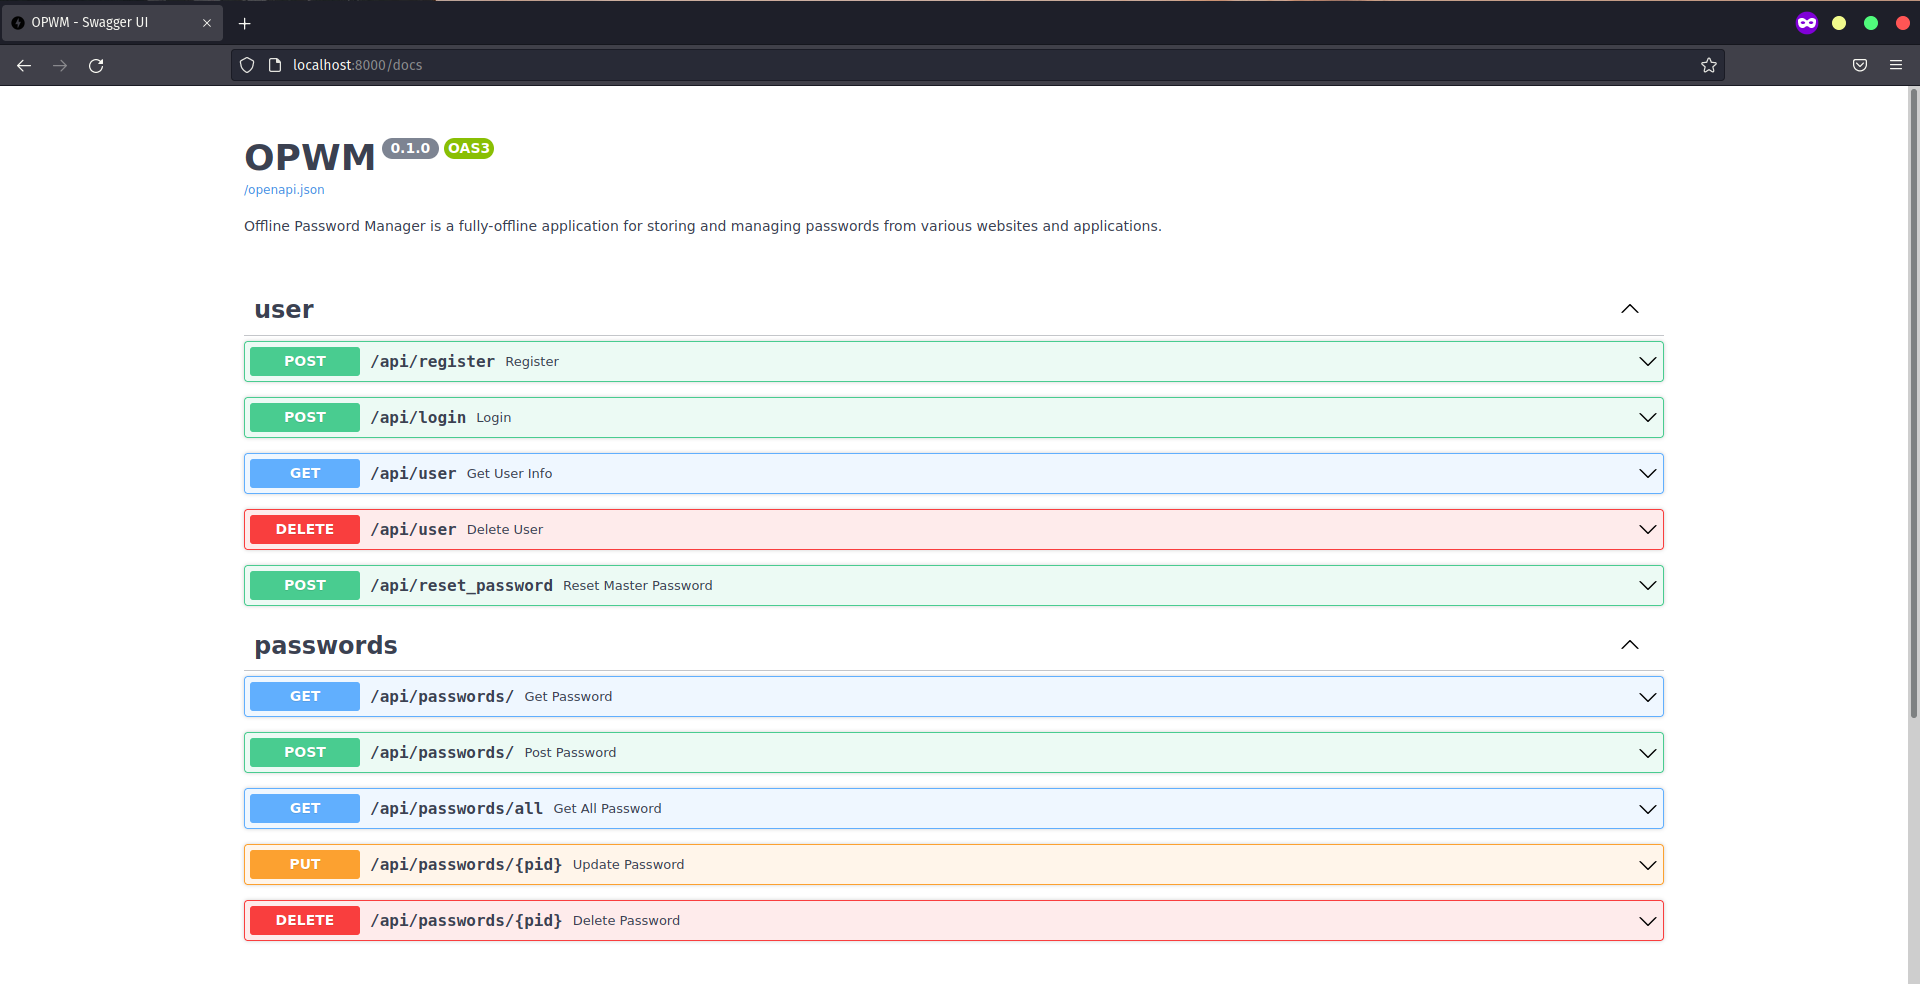 OPWM - Swagger UI
localhost:8000/docs
OPWM 0.1.0 OAS3
/openapi.json
Offline Password Manager is a fully-offline application for storing and managing passwords from various websites and applications.
user
POST /api/register Register
POST /api/login Login
GET /api/user Get User Info
DELETE /api/user Delete User
POST /api/reset_password Reset Master Password
passwords
GET /api/passwords/ Get Password
POST /api/passwords/ Post Password
GET /api/passwords/all Get All Password
PUT /api/passwords/{pid} Update Password
DELETE /api/passwords/{pid} Delete Password